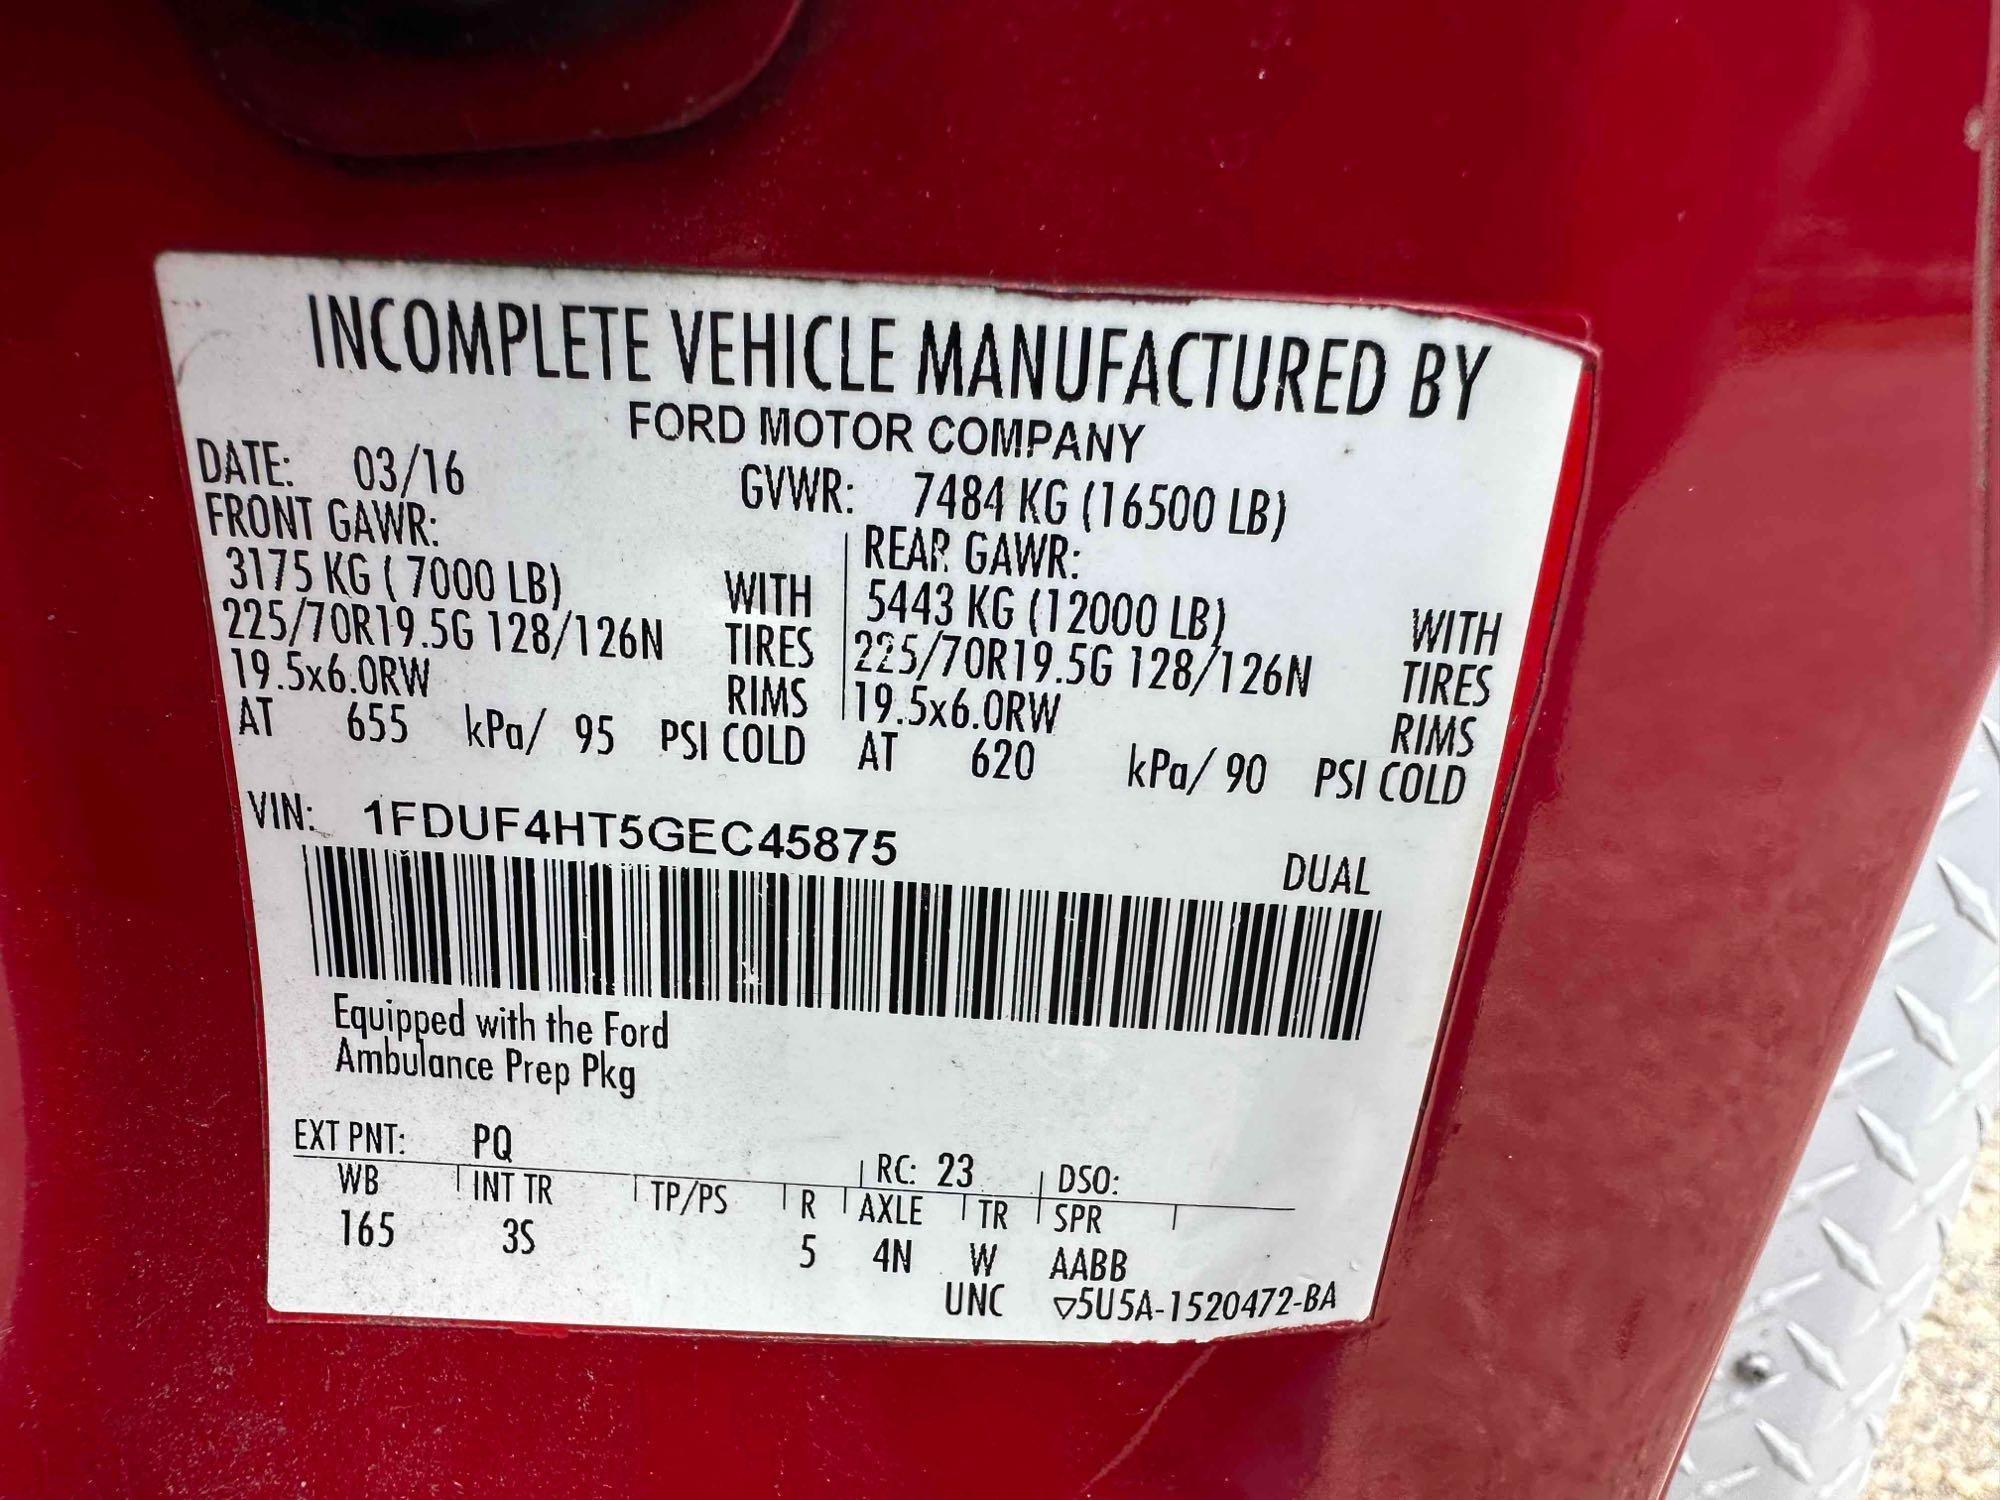 INCOMPLETE VEHICLE MANUFACTURED BY
FORD MOTOR COMPANY
DATE: 03/16 GVWR: 7484 KG (16500 LB)
FRONT GAWR: REAR GAWR:
3175 KG ( 7000 LB) WITH 5443 KG (12000 LB) WITH
225/70R19.5G 128/126N TIRES 225/70R19.5G 128/126N TIRES
19.5x6.0RW RIMS 19.5x6.0RW RIMS
AT 655 kPa/ 95 PSI COLD AT 620 kPa/ 90 PSI COLD
VIN: 1FDUF4HT5GEC45875
DUAL
Equipped with the Ford
Ambulance Prep Pkg
EXT PNT: PQ RC: 23 DSO:
WB INT TR TP/PS R AXLE TR SPR
165 3S 5 4N W AABB
UNC ▽5U5A-1520472-BA